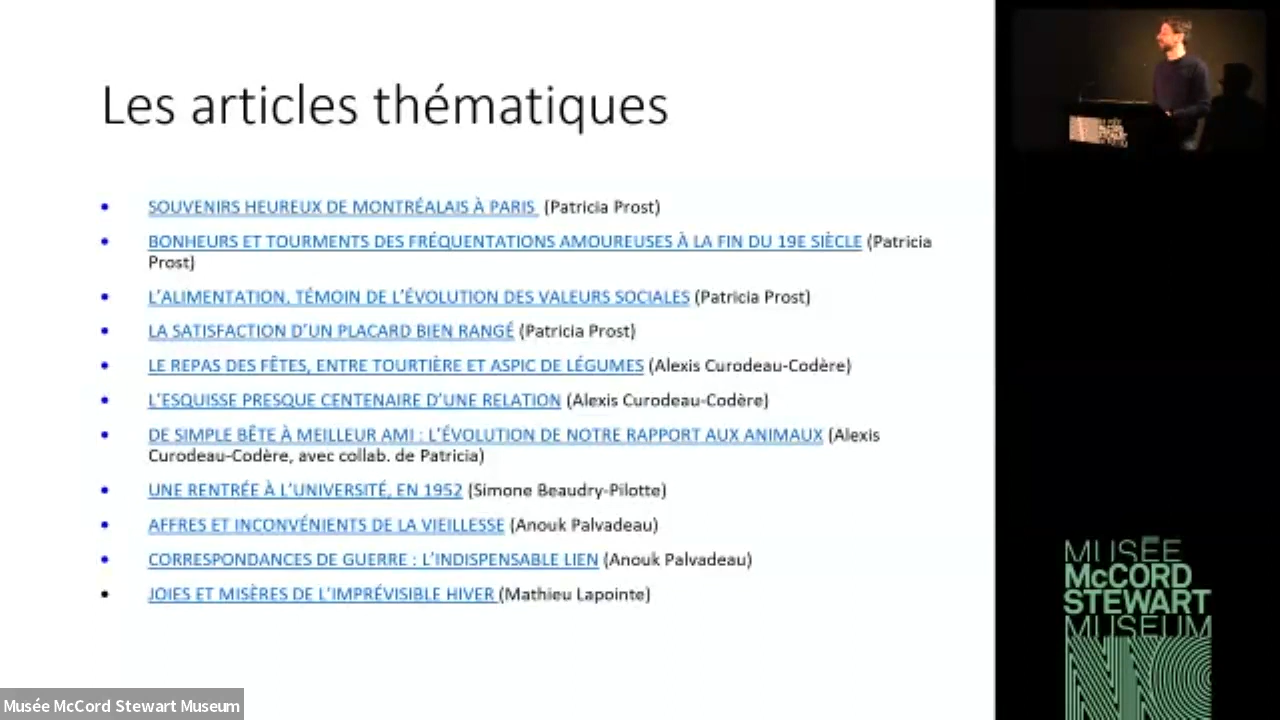 Les articles thématiques
• SOUVENIRS HEUREUX DE MONTRÉALAIS À PARIS (Patricia Prost)
• BONHEURS ET TOURMENTS DES FRÉQUENTATIONS AMOUREUSES À LA FIN DU 19E SIÈCLE (Patricia
Prost)
• L'ALIMENTATION, TÉMOIN DE L'ÉVOLUTION DES VALEURS SOCIALES (Patricia Prost)
• LA SATISFACTION D'UN PLACARD BIEN RANGÉ (Patricia Prost)
• LE REPAS DES FÊTES, ENTRE TOURTIÈRE ET ASPIC DE LÉGUMES (Alexis Curodeau-Codère)
• L'ESQUISSE PRESQUE CENTENAIRE D'UNE RELATION (Alexis Curodeau-Codère)
• DE SIMPLE BÊTE À MEILLEUR AMI : L'ÉVOLUTION DE NOTRE RAPPORT AUX ANIMAUX (Alexis
Curodeau-Codère, avec collab. de Patricia)
• UNE RENTRÉE À L'UNIVERSITÉ, EN 1952 (Simone Beaudry-Pilotte)
• AFFRES ET INCONVÉNIENTS DE LA VIEILLESSE (Anouk Palvadeau)
• CORRESPONDANCES DE GUERRE : L'INDISPENSABLE LIEN (Anouk Palvadeau)
• JOIES ET MISÈRES DE L'IMPRÉVISIBLE HIVER (Mathieu Lapointe)
MUSÉE
McCORD
STEWART
MUSEUM
Musée McCord Stewart Museum